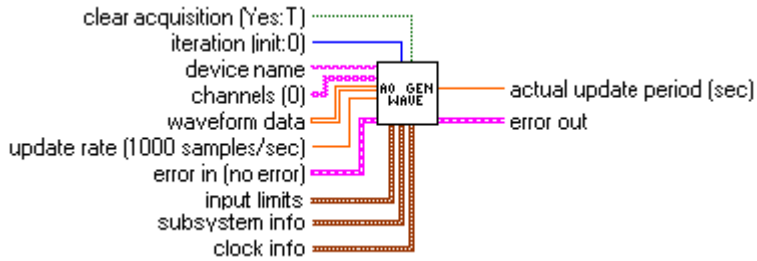 clear acquisition (Yes:T)
iteration (init:0)
device name
channels (0)
waveform data
update rate (1000 samples/sec)
error in (no error)
input limits
subsystem info
clock info
AO GEN
WAVE
actual update period (sec)
error out